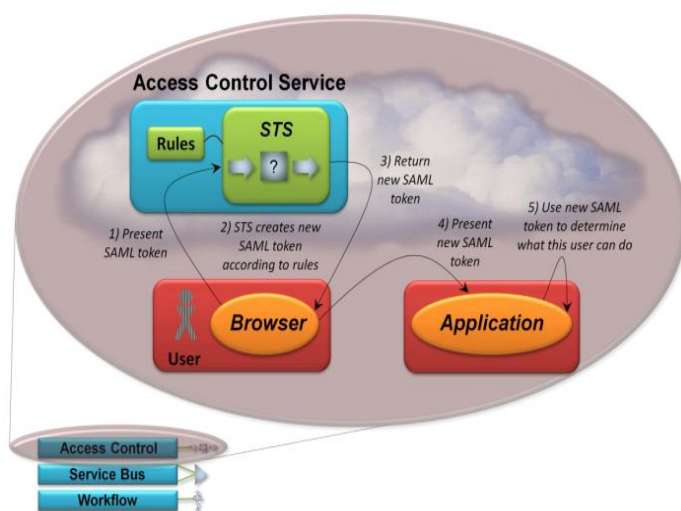 Access Control Service
Rules
STS
?
1) Present
SAML token
2) STS creates new
SAML token
according to rules
3) Return
new SAML
token
4) Present
new SAML
token
5) Use new SAML
token to determine
what this user can do
User
Browser
Application
Access Control
Service Bus
Workflow